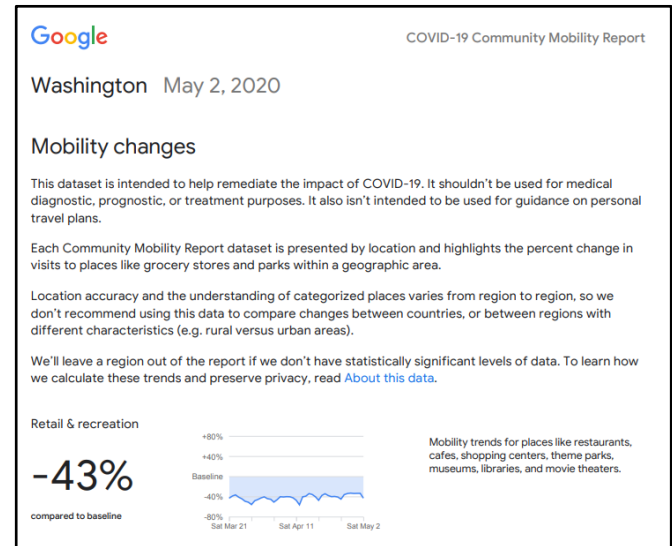 Google
COVID-19 Community Mobility Report
Washington May 2, 2020
Mobility changes
This dataset is intended to help remediate the impact of COVID-19. It shouldn't be used for medical
diagnostic, prognostic, or treatment purposes. It also isn't intended to be used for guidance on personal
travel plans.
Each Community Mobility Report dataset is presented by location and highlights the percent change in
visits to places like grocery stores and parks within a geographic area.
Location accuracy and the understanding of categorized places varies from region to region, so we
don't recommend using this data to compare changes between countries, or between regions with
different characteristics (e.g. rural versus urban areas).
We'll leave a region out of the report if we don't have statistically significant levels of data. To learn how
we calculate these trends and preserve privacy, read About this data.
Retail & recreation
-43%
compared to baseline
+80%
+40%
Baseline
-40%
-80%
Sat Mar 21 Sat Apr 11 Sat May 2
Mobility trends for places like restaurants,
cafes, shopping centers, theme parks,
museums, libraries, and movie theaters.